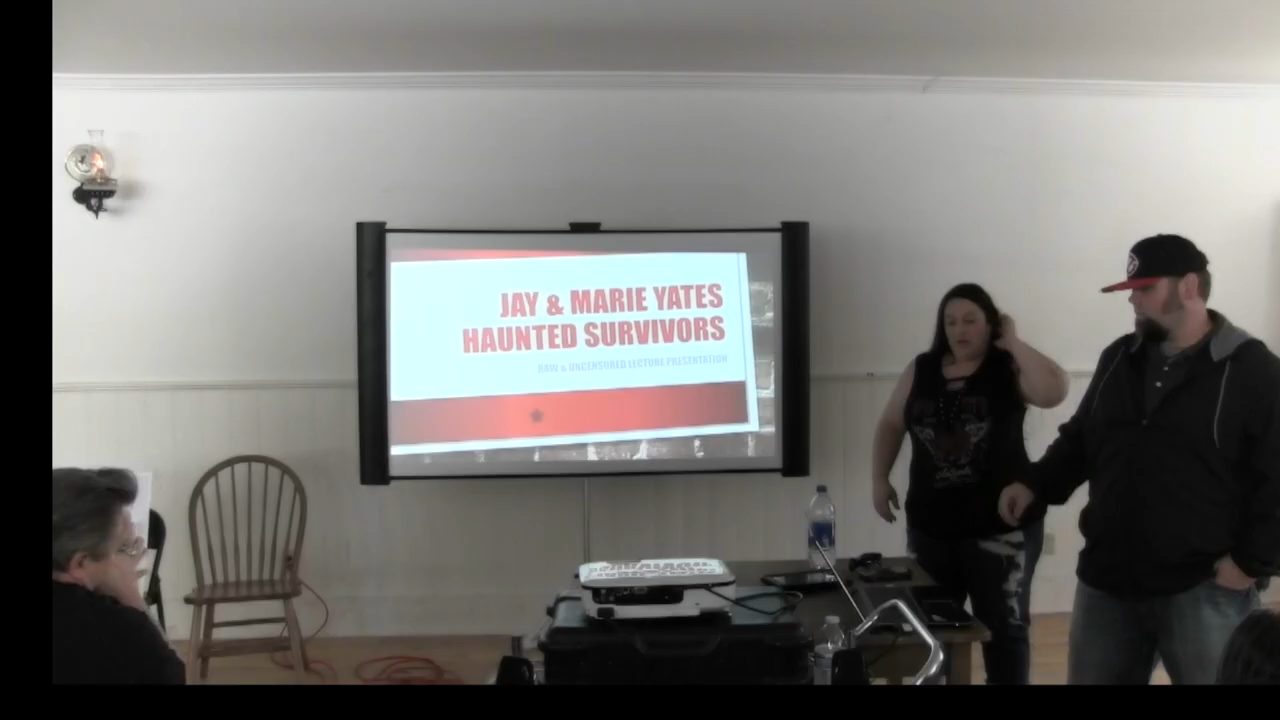 JAY & MARIE YATES
HAUNTED SURVIVORS
RAW & UNCENSORED LECTURE PRESENTATION